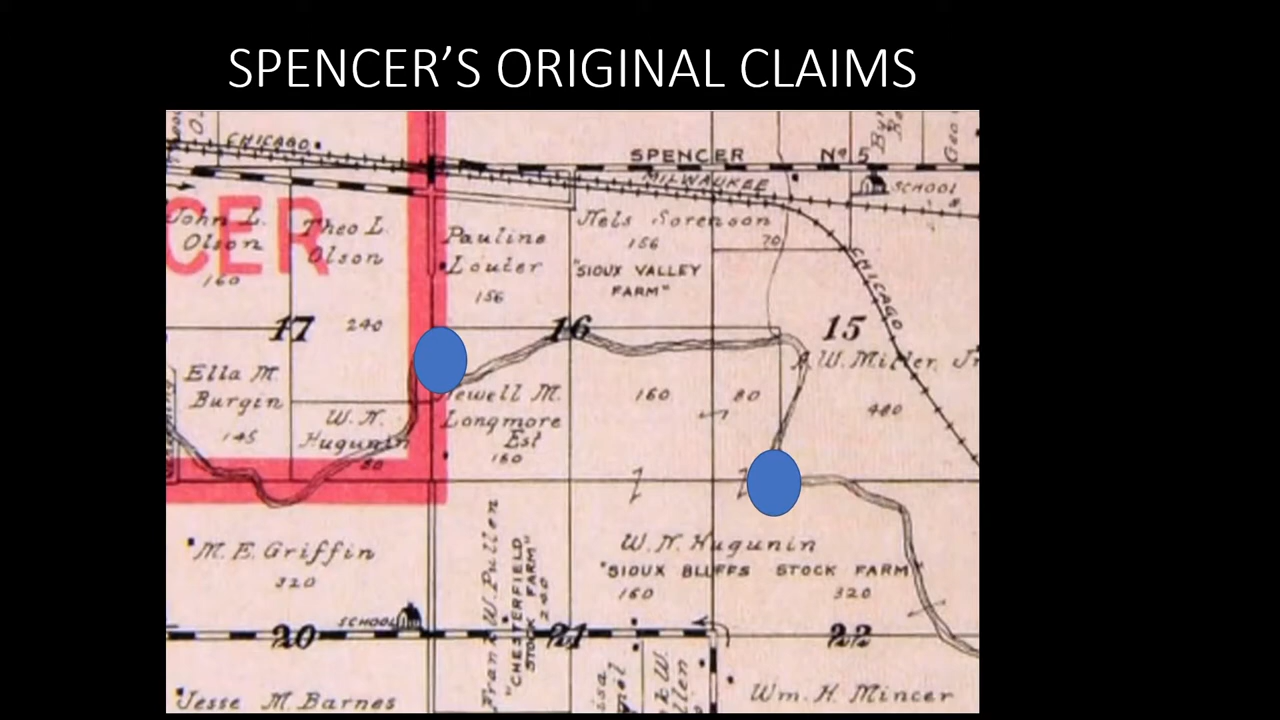 SPENCER'S ORIGINAL CLAIMS
CHICAGO
SPENCER No 5
MILWAUKEE
SCHOOL
John L. Olson
160
Theo L. Olson
240
CER
17
Pauline Louter
156
Nels Sorenson
156
"SIOUX VALLEY
FARM"
70
CHICAGO
16
15
A.W. Miller Jr
480
Ella M.
Burgin
145
W. N.
Hugunin
80
Newell M.
Longmore
Est
160
160
80
M. E. Griffin
320
Frank W. Pullen
"CHESTERFIELD
STOCK FARM"
240
W. N. Hugunin
"SIOUX BLUFFS STOCK FARM"
160
320
SCHOOL
20
21
22
Jesse M. Barnes
Wm. H. Mincer